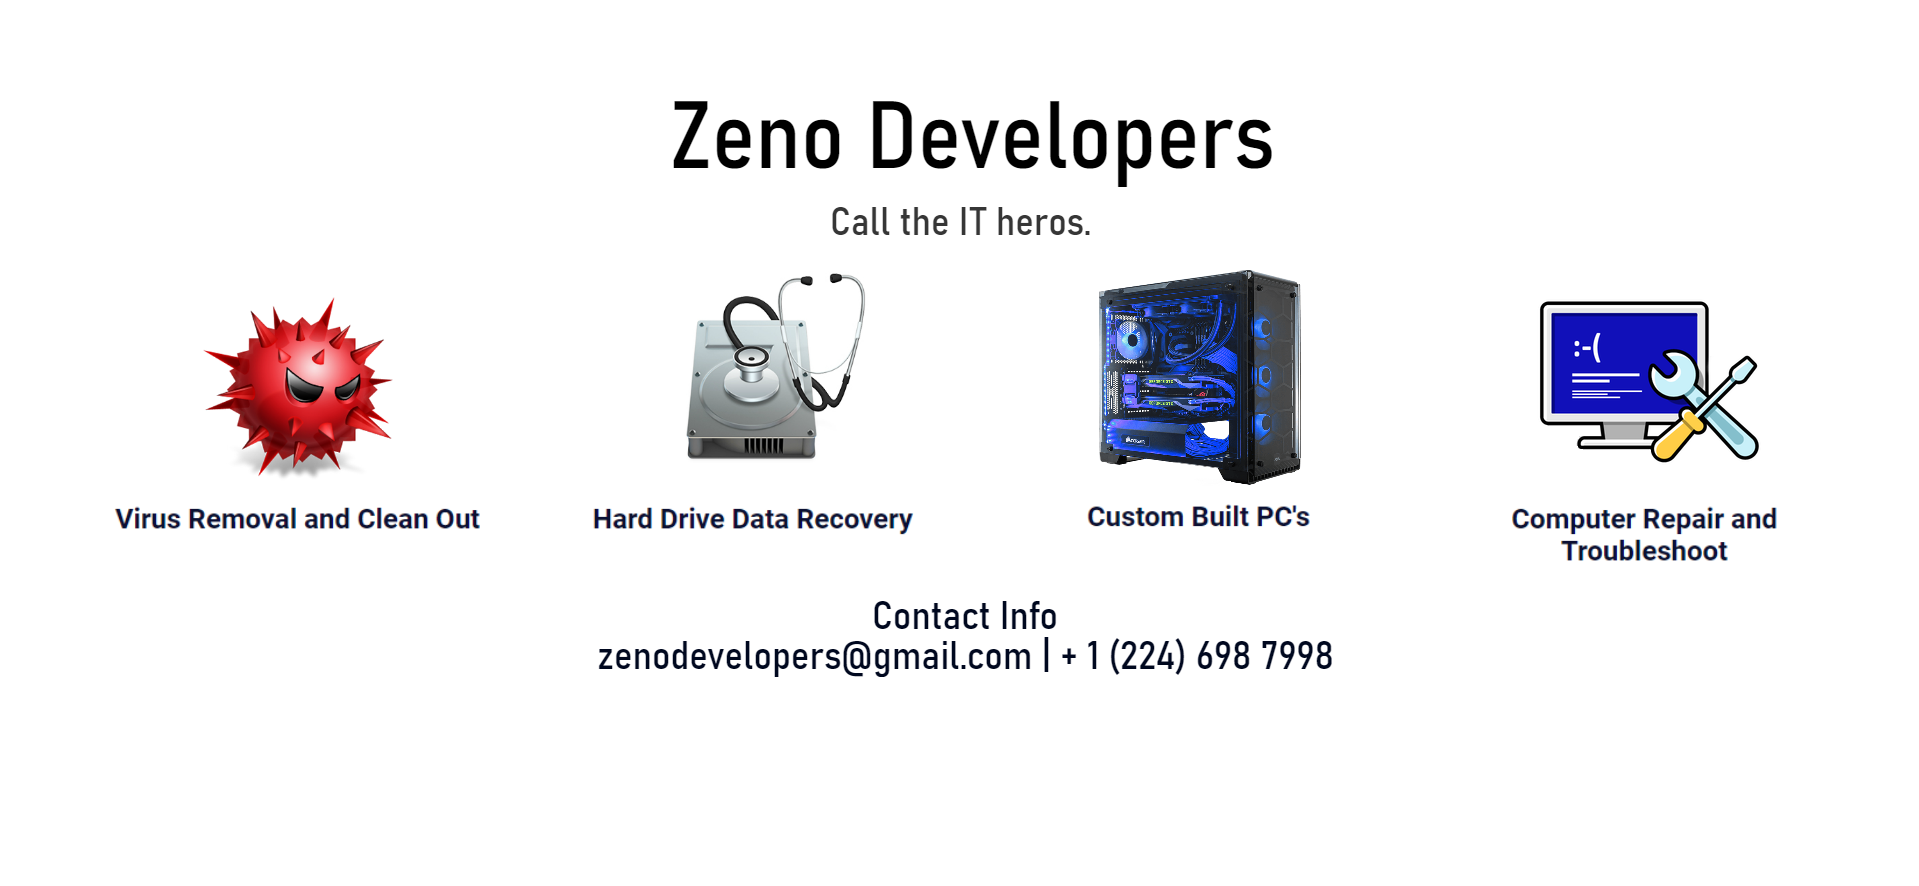 Zeno Developers
Call the IT heros.
:-(
Virus Removal and Clean Out
Hard Drive Data Recovery
Custom Built PC's
Computer Repair and
Troubleshoot
Contact Info
zenodevelopers@gmail.com | + 1 (224) 698 7998